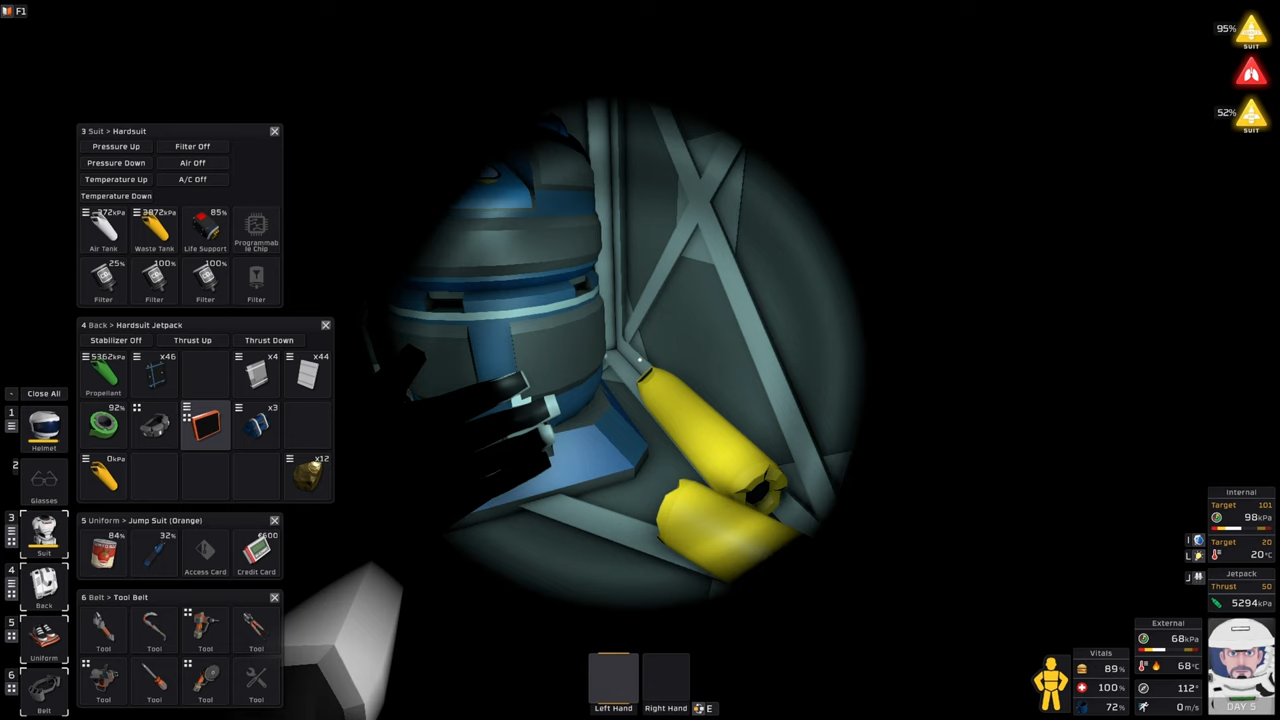 F1
95%
SUIT
52%
SUIT
3 Suit > Hardsuit
Pressure Up Filter Off
Pressure Down Air Off
Temperature Up A/C Off
Temperature Down
372kPa 3872kPa 85%
Air Tank Waste Tank Life Support Programmab
le Chip
25% 100% 100%
Filter Filter Filter Filter
4 Back > Hardsuit Jetpack
Stabilizer Off Thrust Up Thrust Down
5362kPa x46 x4 x44
Propellant
92% x3
0kPa x12
5 Uniform > Jump Suit (Orange)
84% 32% €600
Access Card Credit Card
6 Belt > Tool Belt
Tool Tool Tool Tool
Tool Tool Tool Tool
- Close All
1
Helmet
2
Glasses
3
Suit
4
Back
5
Uniform
6
Belt
Left Hand Right Hand E
Internal
Target 101
98kPa
Target 20
20°C
I
L
J
Jetpack
Thrust 50
5294kPa
External
68kPa
68°C
112°
0m/s
Vitals
89%
100%
72%
DAY 5